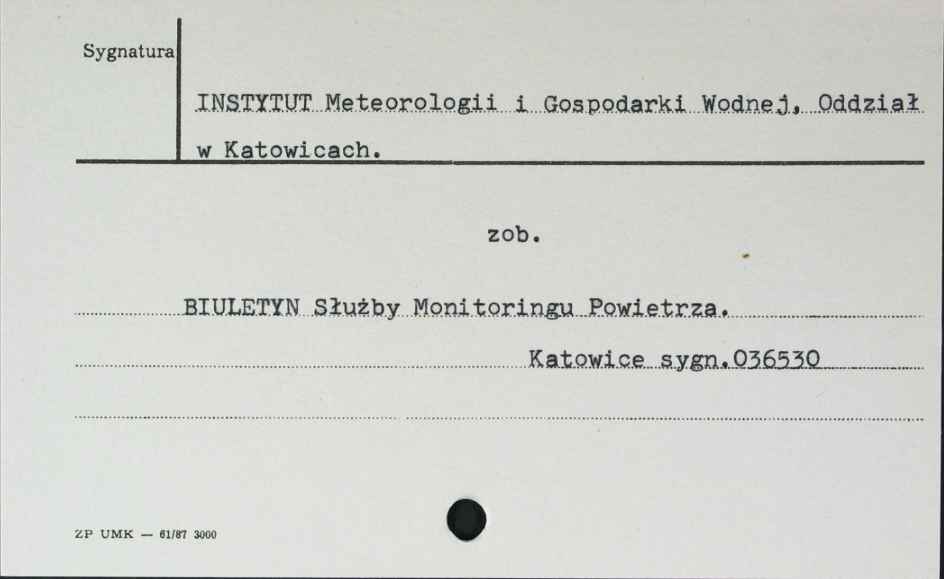 Sygnatura
INSTYTUT Meteorologii i Gospodarki Wodnej, Oddział
w Katowicach.
zob.
BIULETYN Służby Monitoringu Powietrza.
Katowice sygn.036530
ZP UMK — 61/87 3000